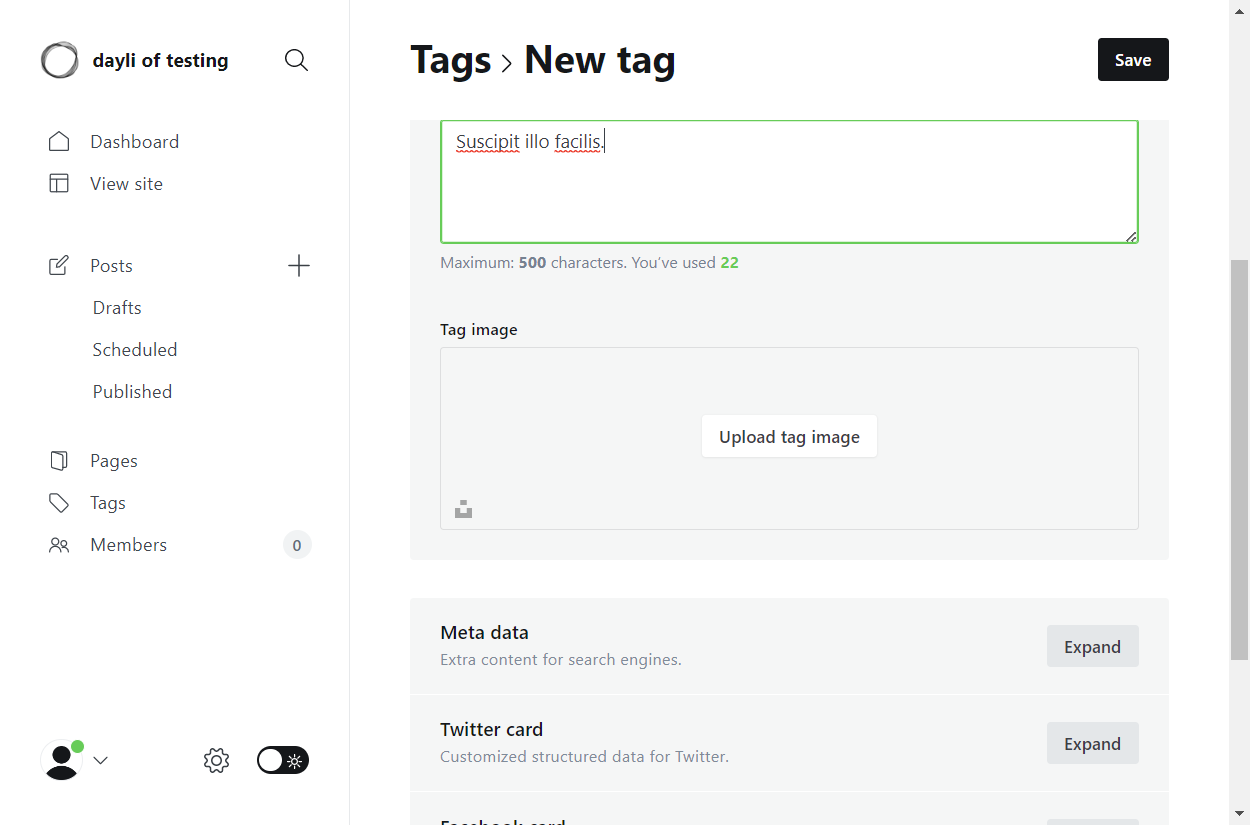 dayli of testing
Dashboard
View site
Posts
Drafts
Scheduled
Published
Pages
Tags
Members
0
Tags
New tag
Save
Suscipit illo facilis.
Maximum: 500 characters. You’ve used 22
Tag image
Upload tag image
Meta data
Extra content for search engines.
Expand
Twitter card
Customized structured data for Twitter.
Expand
Facebook card